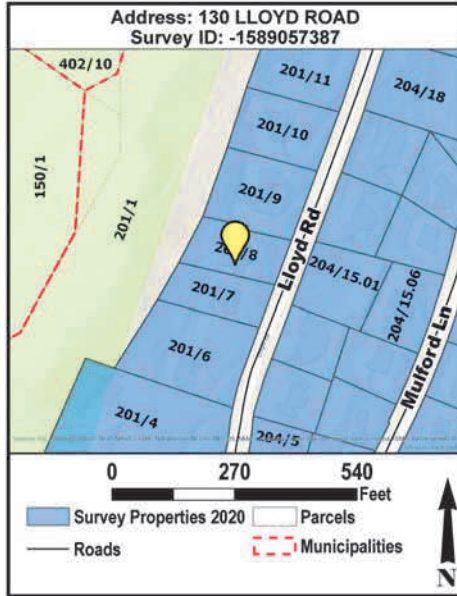 Address: 130 LLOYD ROAD
Survey ID: -1589057387
402/10
201/11
204/18
201/10
150/1
201/1
201/9
201/8
Lloyd Rd
204/15.01
204/15.06
201/7
201/6
Mulford Ln
201/4
204/5
0 270 540
Feet
Survey Properties 2020
Parcels
Roads
Municipalities
N